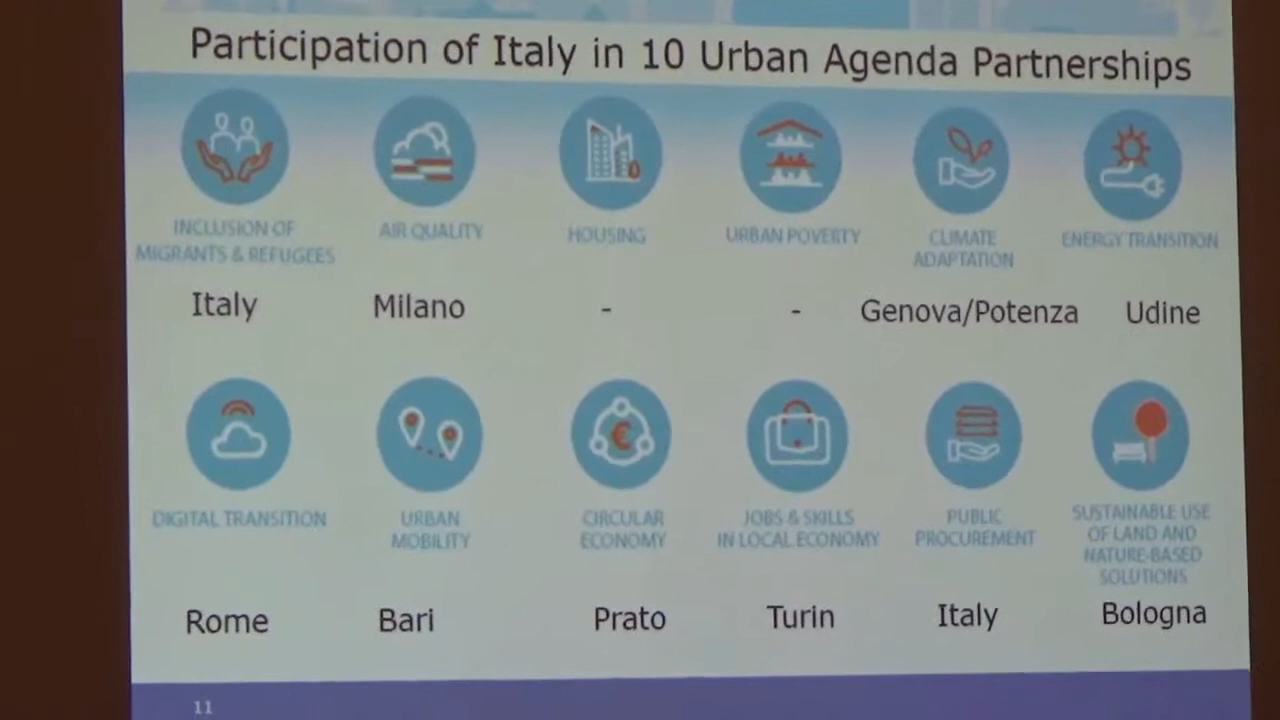 Participation of Italy in 10 Urban Agenda Partnerships
INCLUSION OF
MIGRANTS & REFUGEES
AIR QUALITY
HOUSING
URBAN POVERTY
CLIMATE
ADAPTATION
ENERGY TRANSITION
Italy
Milano
-
-
Genova/Potenza
Udine
DIGITAL TRANSITION
URBAN
MOBILITY
CIRCULAR
ECONOMY
JOBS & SKILLS
IN LOCAL ECONOMY
PUBLIC
PROCUREMENT
SUSTAINABLE USE
OF LAND AND
NATURE-BASED
SOLUTIONS
Rome
Bari
Prato
Turin
Italy
Bologna
11